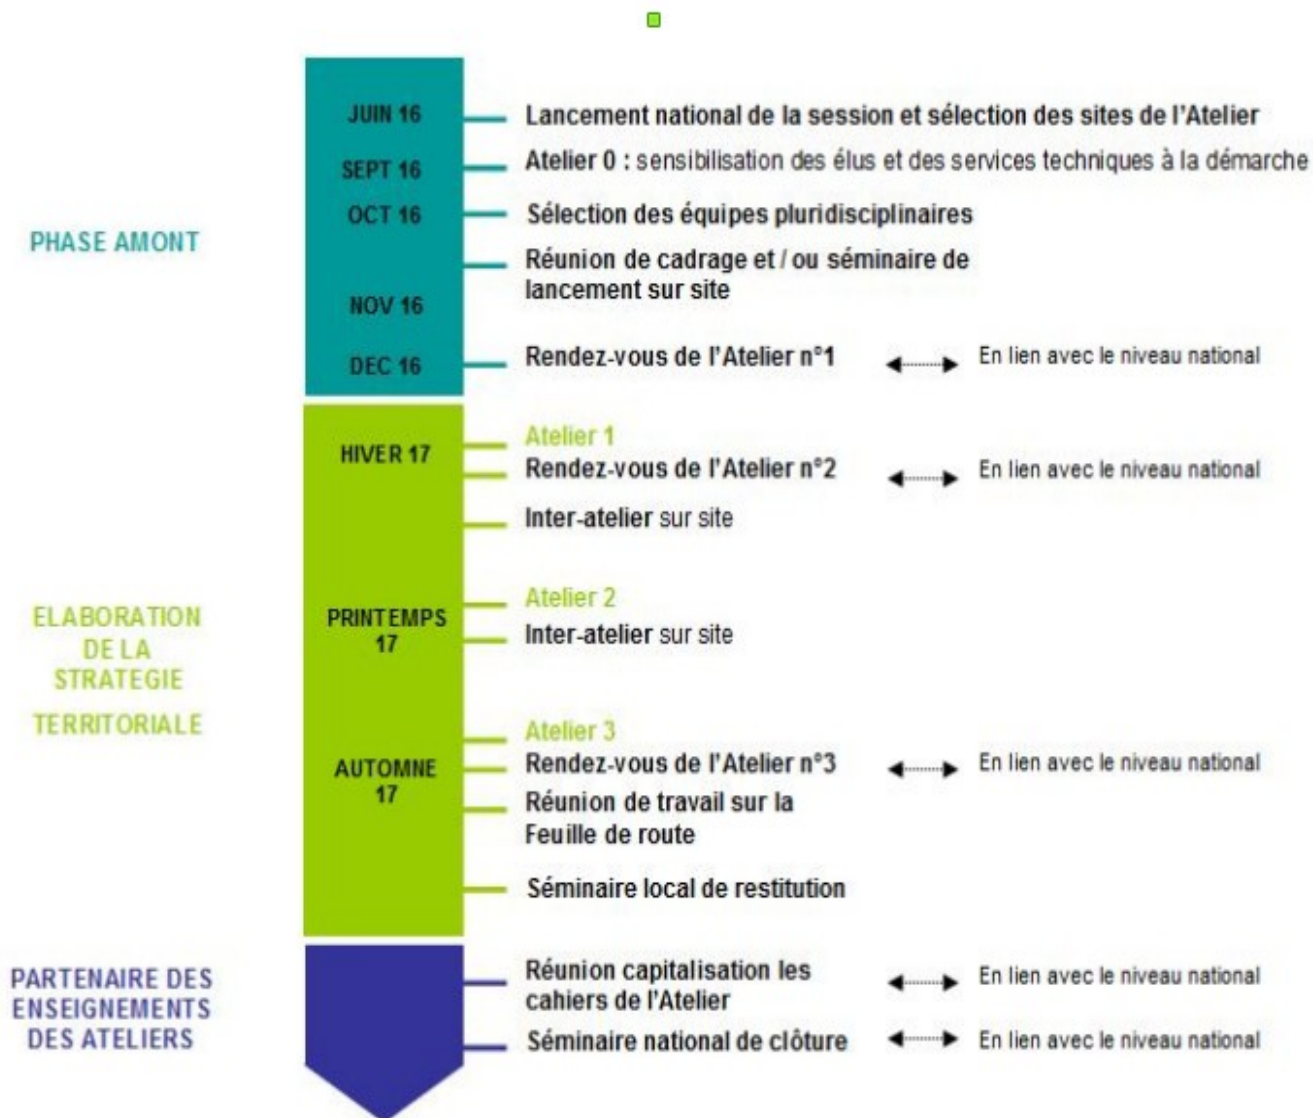 PHASE AMONT
JUIN 16
Lancement national de la session et sélection des sites de l'Atelier
SEPT 16
Atelier 0 : sensibilisation des élus et des services techniques à la démarche
OCT 16
Sélection des équipes pluridisciplinaires
Réunion de cadrage et / ou séminaire de
lancement sur site
NOV 16
DEC 16
Rendez-vous de l'Atelier n°1
En lien avec le niveau national
ELABORATION
DE LA
STRATEGIE
TERRITORIALE
HIVER 17
Atelier 1
Rendez-vous de l'Atelier n°2
En lien avec le niveau national
Inter-atelier sur site
PRINTEMPS
17
Atelier 2
Inter-atelier sur site
AUTOMNE
17
Atelier 3
Rendez-vous de l'Atelier n°3
En lien avec le niveau national
Réunion de travail sur la
Feuille de route
Séminaire local de restitution
PARTENAIRE DES
ENSEIGNEMENTS
DES ATELIERS
Réunion capitalisation les
cahiers de l'Atelier
En lien avec le niveau national
Séminaire national de clôture
En lien avec le niveau national